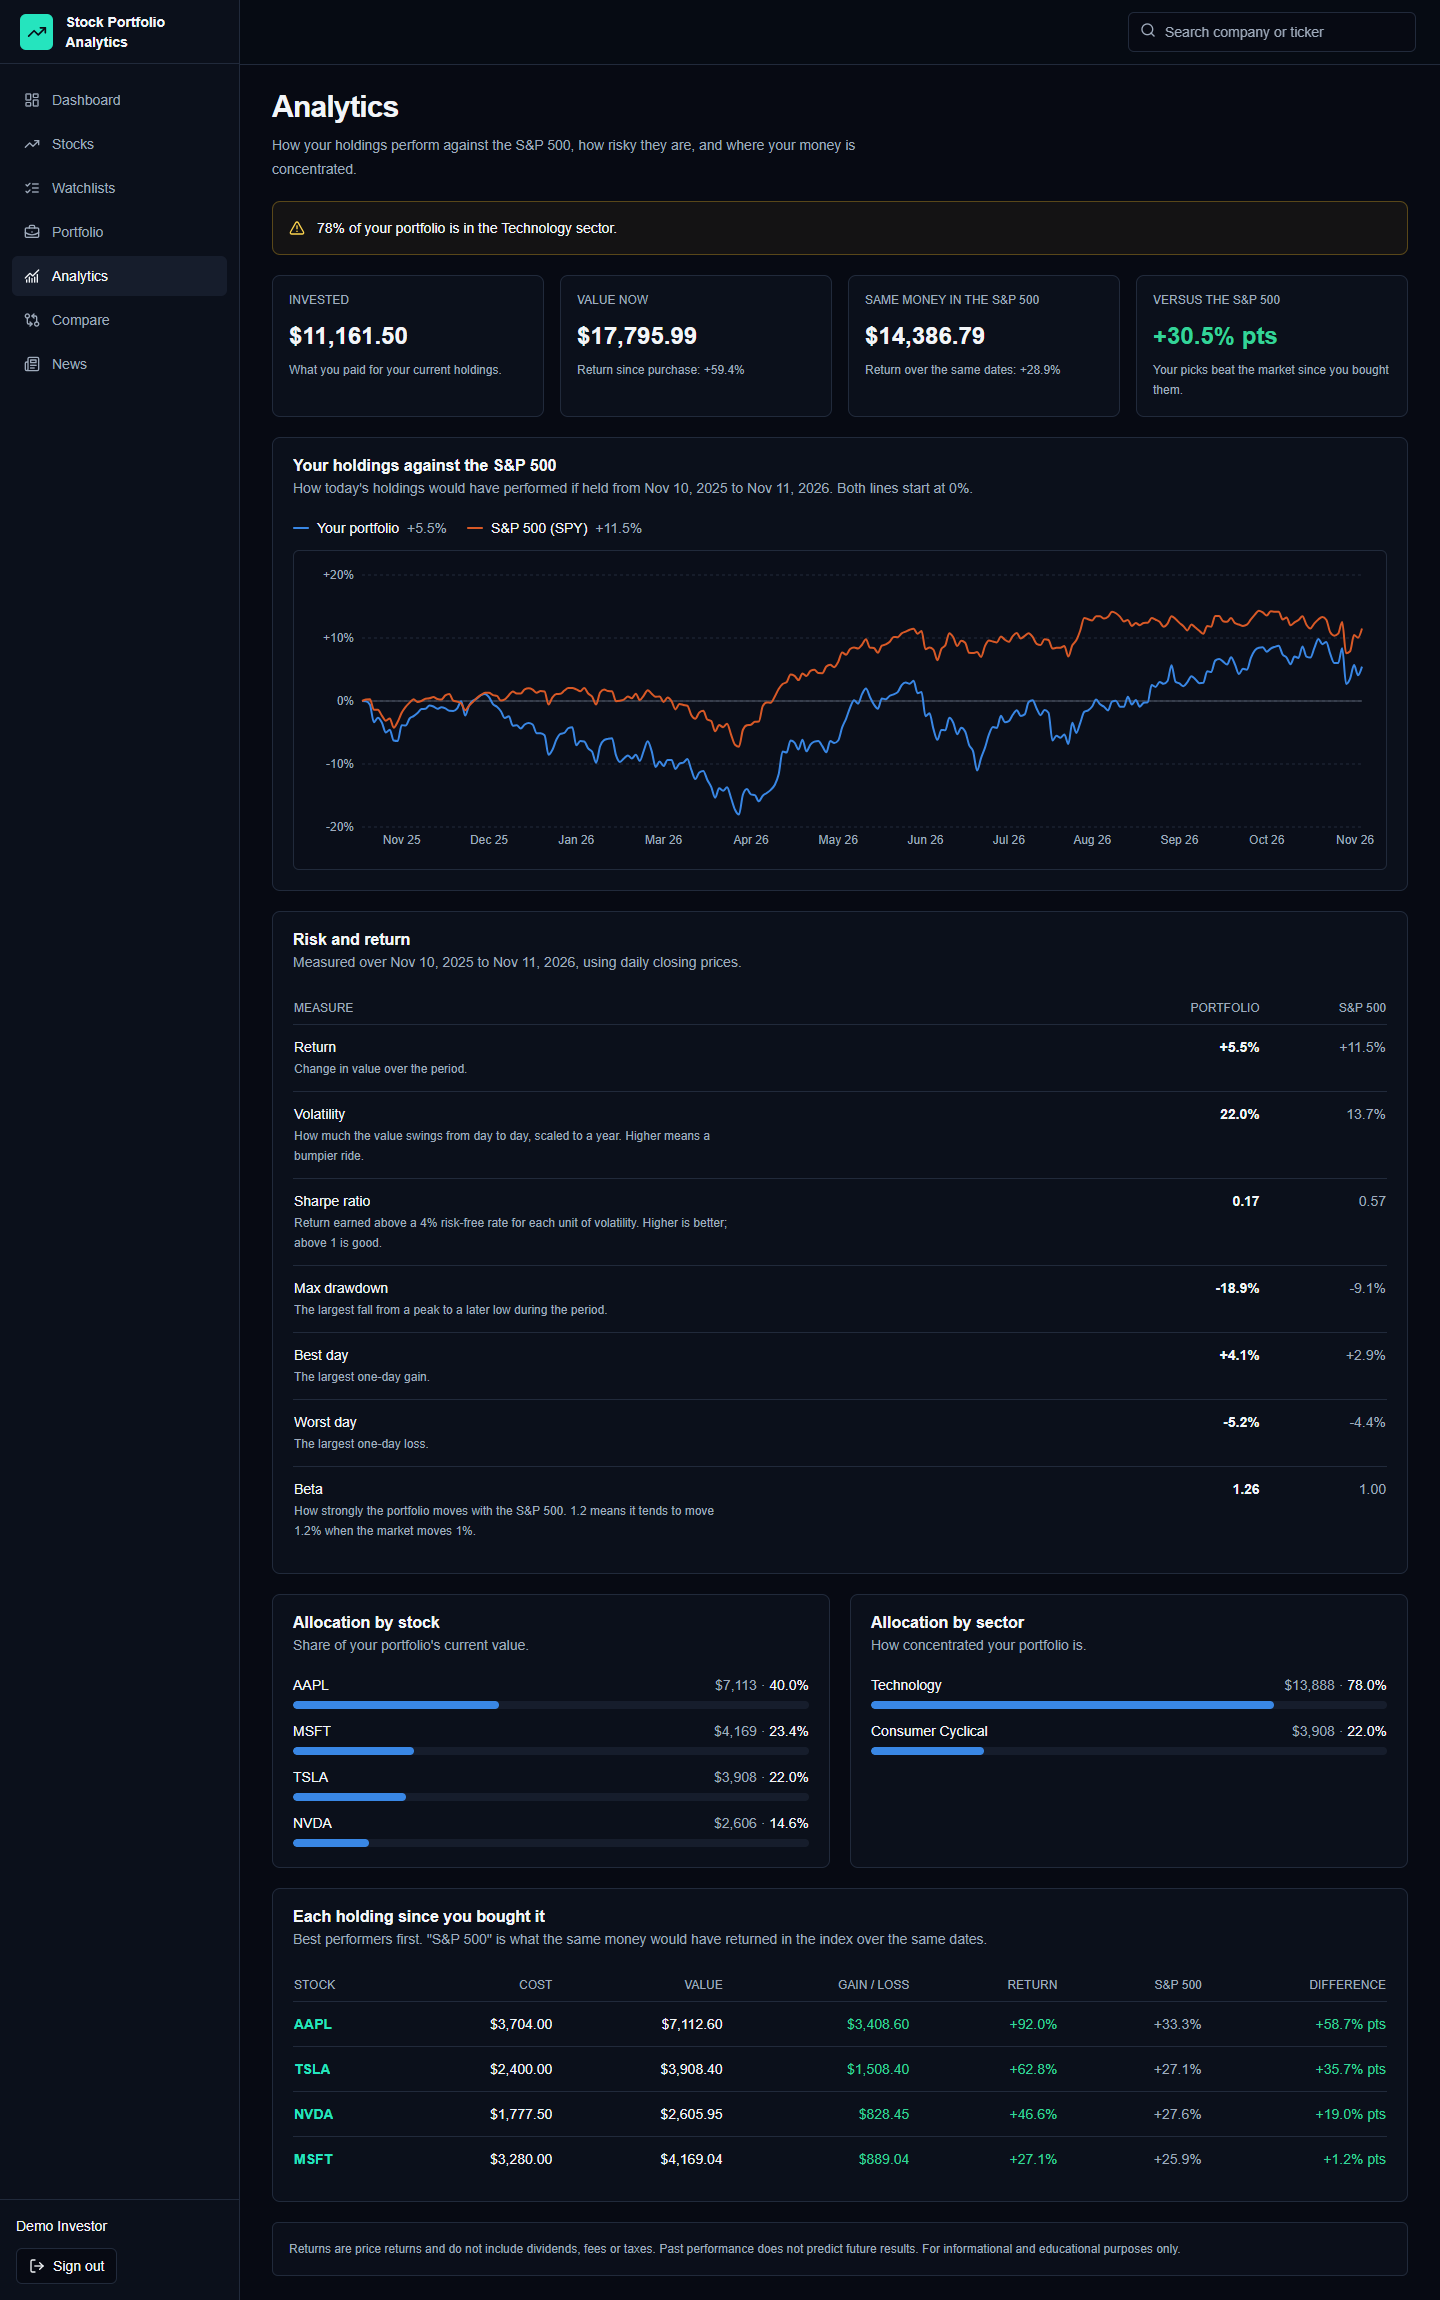 Stock Portfolio
Analytics
Search company or ticker
Dashboard
Stocks
Watchlists
Portfolio
Analytics
Compare
News
Analytics
How your holdings perform against the S&P 500, how risky they are, and where your money is
concentrated.
78% of your portfolio is in the Technology sector.
INVESTED
$11,161.50
What you paid for your current holdings.
VALUE NOW
$17,795.99
Return since purchase: +59.4%
SAME MONEY IN THE S&P 500
$14,386.79
Return over the same dates: +28.9%
VERSUS THE S&P 500
+30.5% pts
Your picks beat the market since you bought
them.
Your holdings against the S&P 500
How today's holdings would have performed if held from Nov 10, 2025 to Nov 11, 2026. Both lines start at 0%.
Your portfolio +5.5% S&P 500 (SPY) +11.5%
+20%
+10%
0%
-10%
-20%
Nov 25 Dec 25 Jan 26 Mar 26 Apr 26 May 26 Jun 26 Jul 26 Aug 26 Sep 26 Oct 26 Nov 26
Risk and return
Measured over Nov 10, 2025 to Nov 11, 2026, using daily closing prices.
MEASURE PORTFOLIO S&P 500
Return +5.5% +11.5%
Change in value over the period.
Volatility 22.0% 13.7%
How much the value swings from day to day, scaled to a year. Higher means a
bumpier ride.
Sharpe ratio 0.17 0.57
Return earned above a 4% risk-free rate for each unit of volatility. Higher is better;
above 1 is good.
Max drawdown -18.9% -9.1%
The largest fall from a peak to a later low during the period.
Best day +4.1% +2.9%
The largest one-day gain.
Worst day -5.2% -4.4%
The largest one-day loss.
Beta 1.26 1.00
How strongly the portfolio moves with the S&P 500. 1.2 means it tends to move
1.2% when the market moves 1%.
Allocation by stock
Share of your portfolio's current value.
AAPL $7,113 · 40.0%
MSFT $4,169 · 23.4%
TSLA $3,908 · 22.0%
NVDA $2,606 · 14.6%
Allocation by sector
How concentrated your portfolio is.
Technology $13,888 · 78.0%
Consumer Cyclical $3,908 · 22.0%
Each holding since you bought it
Best performers first. "S&P 500" is what the same money would have returned in the index over the same dates.
STOCK COST VALUE GAIN / LOSS RETURN S&P 500 DIFFERENCE
AAPL $3,704.00 $7,112.60 $3,408.60 +92.0% +33.3% +58.7% pts
TSLA $2,400.00 $3,908.40 $1,508.40 +62.8% +27.1% +35.7% pts
NVDA $1,777.50 $2,605.95 $828.45 +46.6% +27.6% +19.0% pts
MSFT $3,280.00 $4,169.04 $889.04 +27.1% +25.9% +1.2% pts
Returns are price returns and do not include dividends, fees or taxes. Past performance does not predict future results. For informational and educational purposes only.
Demo Investor
Sign out